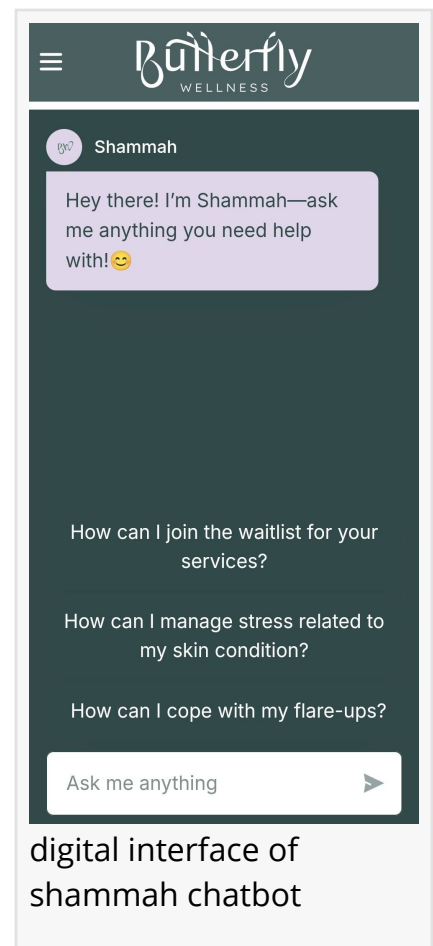 Butterfly
WELLNESS
Shammah
Hey there! I’m Shammah—ask
me anything you need help
with!😊
How can I join the waitlist for your
services?
How can I manage stress related to
my skin condition?
How can I cope with my flare-ups?
Ask me anything
digital interface of
shammah chatbot